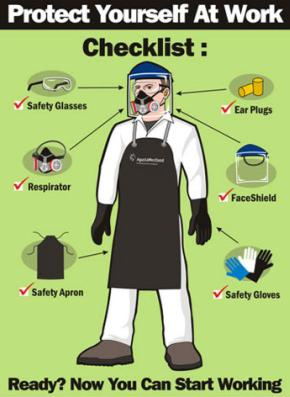 Protect Yourself At Work
Checklist :
Safety Glasses
Ear Plugs
Respirator
FaceShield
Safety Apron
Safety Gloves
Ready? Now You Can Start Working